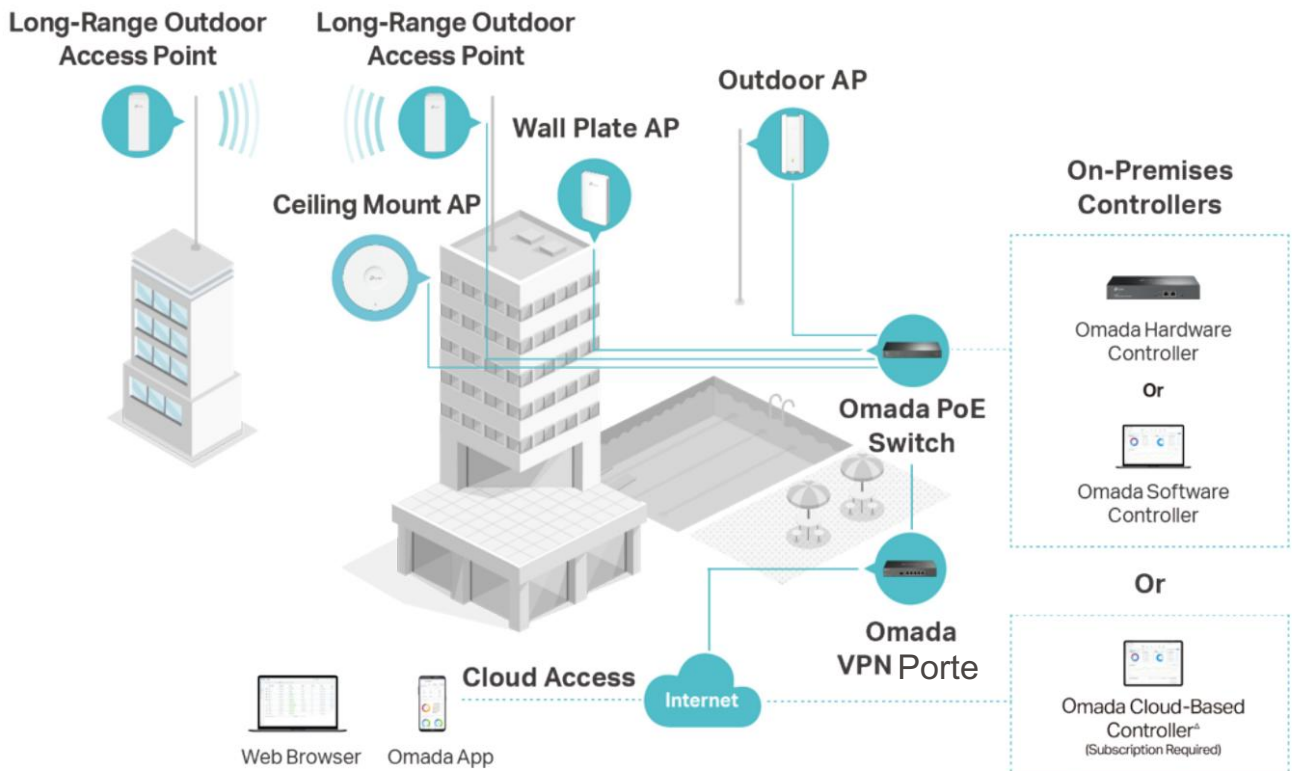 Long-Range Outdoor
Access Point
Long-Range Outdoor
Access Point
Outdoor AP
Wall Plate AP
Ceiling Mount AP
On-Premises
Controllers
Omada Hardware
Controller
Or
Omada PoE
Switch
Omada Software
Controller
Or
Omada
VPN Porte
Cloud Access
Internet
Omada Cloud-Based
Controller△
(Subscription Required)
Web Browser
Omada App